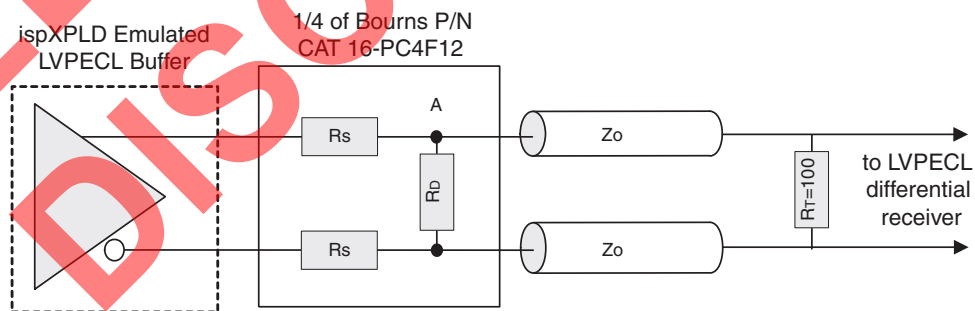 ispXPLD Emulated
LVPECL Buffer
1/4 of Bourns P/N
CAT 16-PC4F12
A
Rs
Zo
RD
RT=100
to LVPECL
differential
receiver
Rs
Zo
DISCO